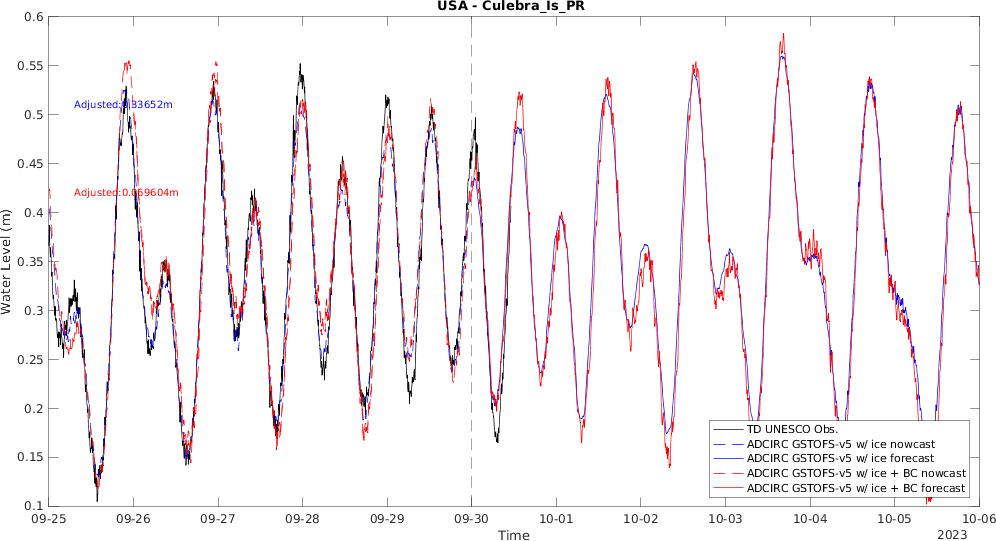 USA - Culebra_Is_PR
0.6
0.55
0.5
0.45
0.4
0.35
0.3
0.25
0.2
0.15
0.1
Water Level (m)
Adjusted:
Adjusted:0.069604m
TD UNESCO Obs.
ADCIRC GSTOFS-v5 w/ ice nowcast
ADCIRC GSTOFS-v5 w/ ice forecast
ADCIRC GSTOFS-v5 w/ ice + BC nowcast
ADCIRC GSTOFS-v5 w/ ice + BC forecast
09-25 09-26 09-27 09-28 09-29 09-30 10-01 10-02 10-03 10-04 10-05 10-06
Time
2023